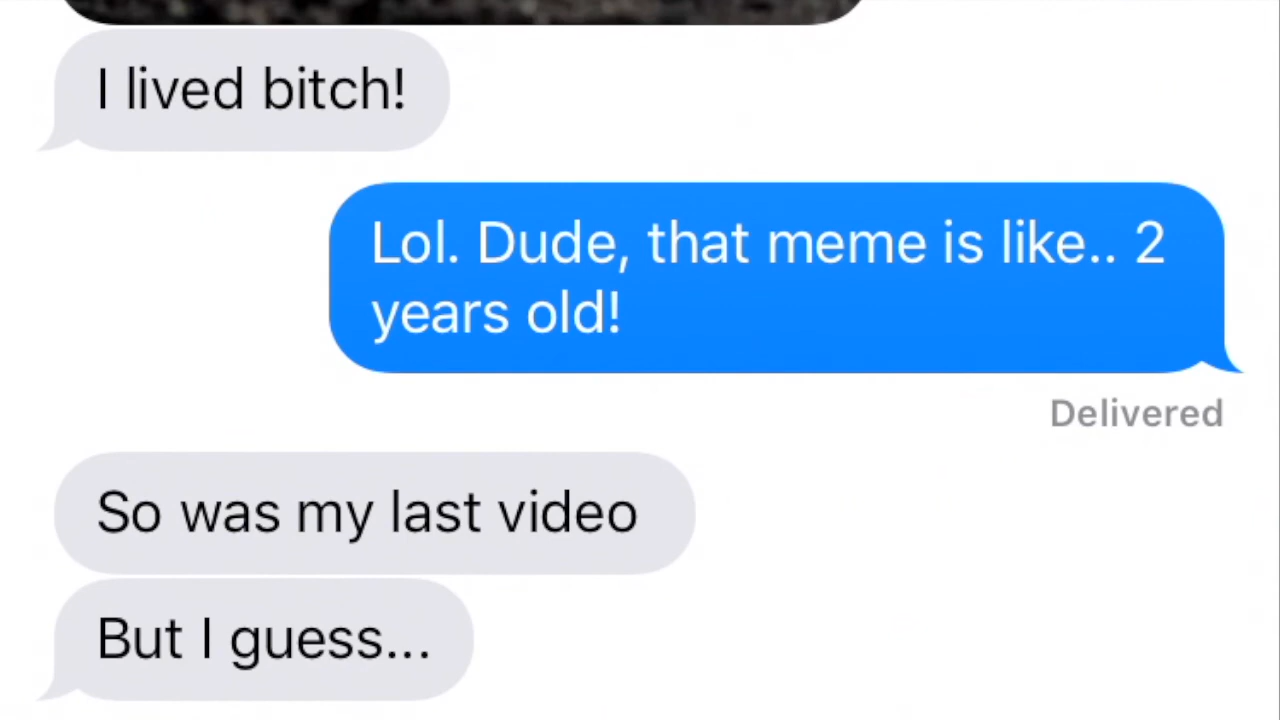 I lived bitch!
Lol. Dude, that meme is like.. 2
years old!
Delivered
So was my last video
But I guess...